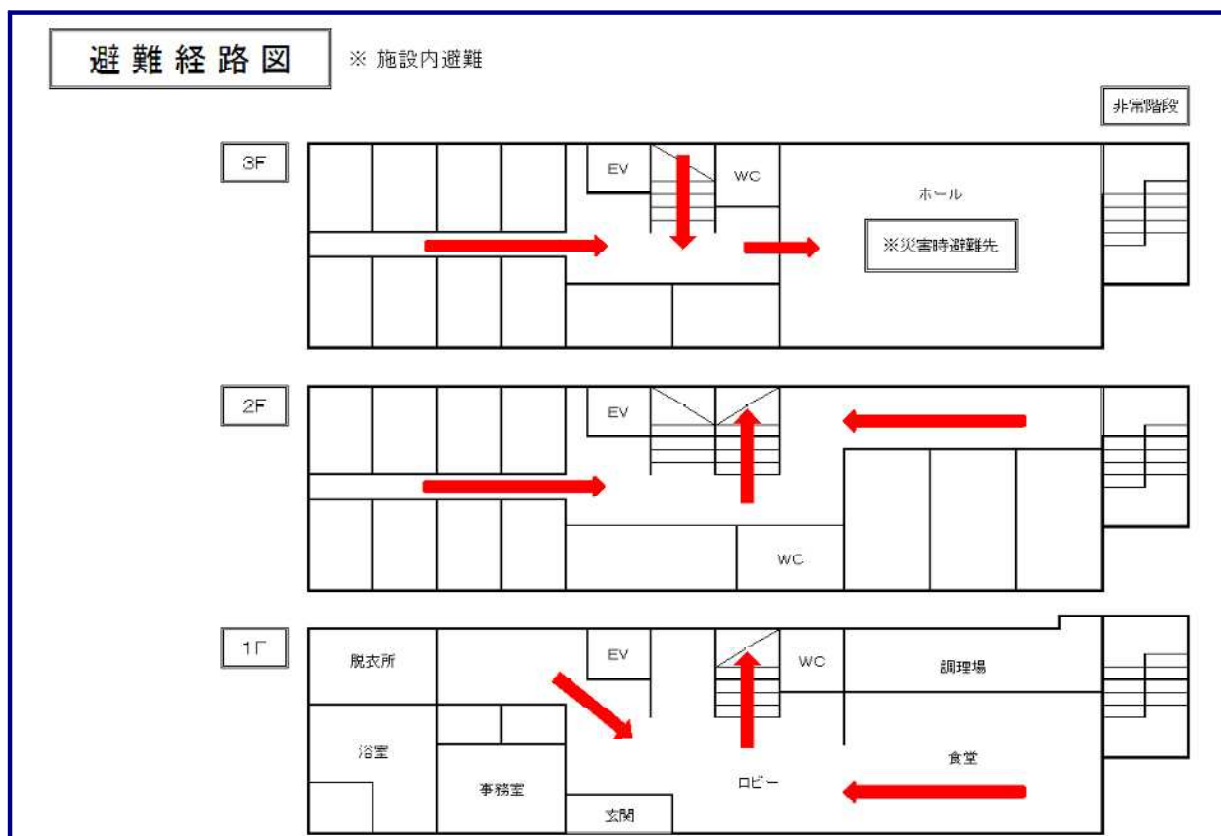 避難経路図 ※ 施設内避難
非常階段
3F
EV
WC
ホール
※災害時避難先
2F
EV
WC
1F
脱衣所
EV
WC
調理場
浴室
事務室
ロビー
食堂
玄関